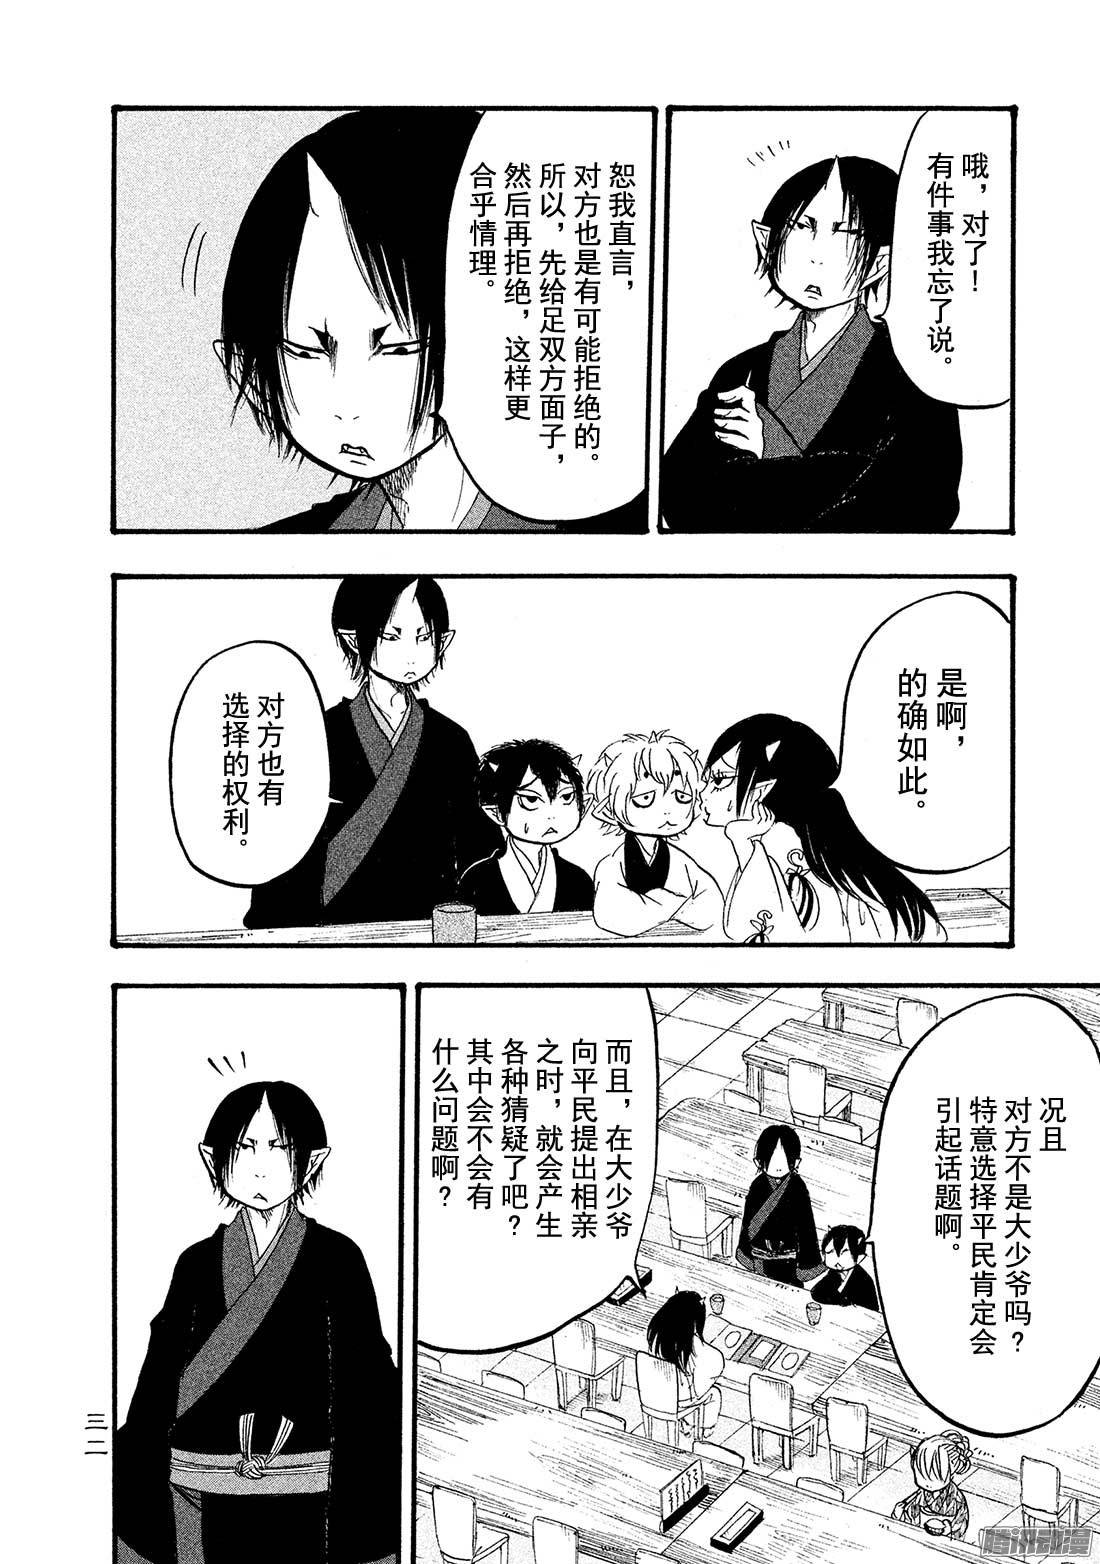 哦，对了！
有件事我忘了说。
恕我直言，
对方也是有可能拒绝的。
所以，先给足双方面子，
然后再拒绝，这样更
合乎情理。
是啊，
的确如此。
对方也有
选择的权利。
况且
对方不是大少爷吗？
特意选择平民肯定会
引起话题啊。
而且，在大少爷
向平民提出相亲
之时，就会产生
各种猜疑了吧？
其中会不会有
什么问题啊？
三二
腾讯动漫